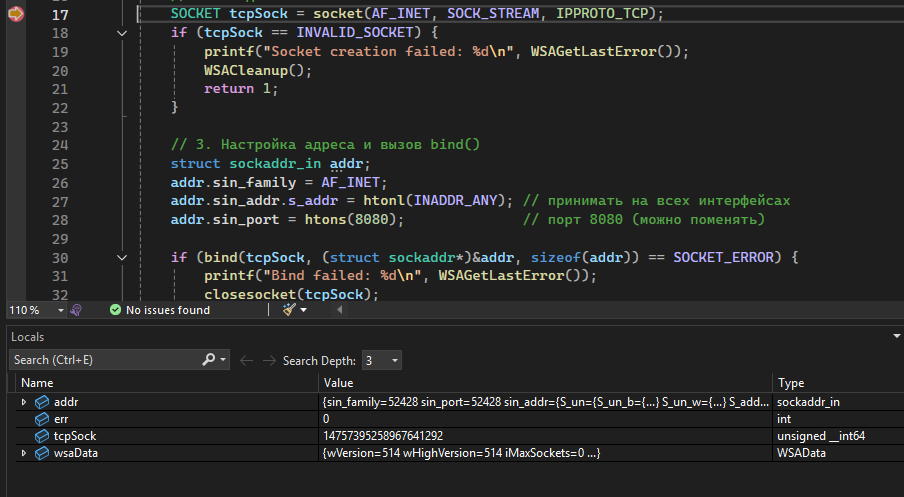 17 SOCKET tcpSock = socket(AF_INET, SOCK_STREAM, IPPROTO_TCP);
18 if (tcpSock == INVALID_SOCKET) {
19 printf("Socket creation failed: %d\n", WSAGetLastError());
20 WSACleanup();
21 return 1;
22 }
23
24 // 3. Настройка адреса и вызов bind()
25 struct sockaddr_in addr;
26 addr.sin_family = AF_INET;
27 addr.sin_addr.s_addr = htonl(INADDR_ANY); // принимать на всех интерфейсах
28 addr.sin_port = htons(8080); // порт 8080 (можно поменять)
29
30 if (bind(tcpSock, (struct sockaddr*)&addr, sizeof(addr)) == SOCKET_ERROR) {
31 printf("Bind failed: %d\n", WSAGetLastError());
32 closesocket(tcpSock);
110 % No issues found
Locals
Search (Ctrl+E) Search Depth: 3
Name Value Type
addr {sin_family=52428 sin_port=52428 sin_addr={S_un={S_un_b={...} S_un_w={...} S_add... sockaddr_in
err 0 int
tcpSock 14757395258967641292 unsigned __int64
wsaData {wVersion=514 wHighVersion=514 iMaxSockets=0 ...} WSAData